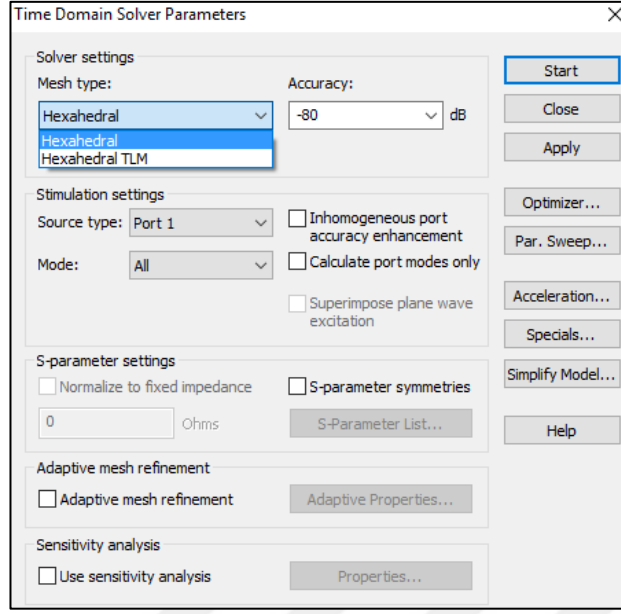 Time Domain Solver Parameters
Solver settings
Mesh type:
Accuracy:
Hexahedral
-80
dB
Hexahedral
Hexahedral TLM
Start
Close
Apply
Stimulation settings
Source type:
Port 1
Inhomogeneous port
accuracy enhancement
Mode:
All
Calculate port modes only
Superimpose plane wave
excitation
Optimizer...
Par. Sweep...
Acceleration...
Specials...
Simplify Model...
Help
S-parameter settings
Normalize to fixed impedance
S-parameter symmetries
0
Ohms
S-Parameter List...
Adaptive mesh refinement
Adaptive mesh refinement
Adaptive Properties...
Sensitivity analysis
Use sensitivity analysis
Properties...